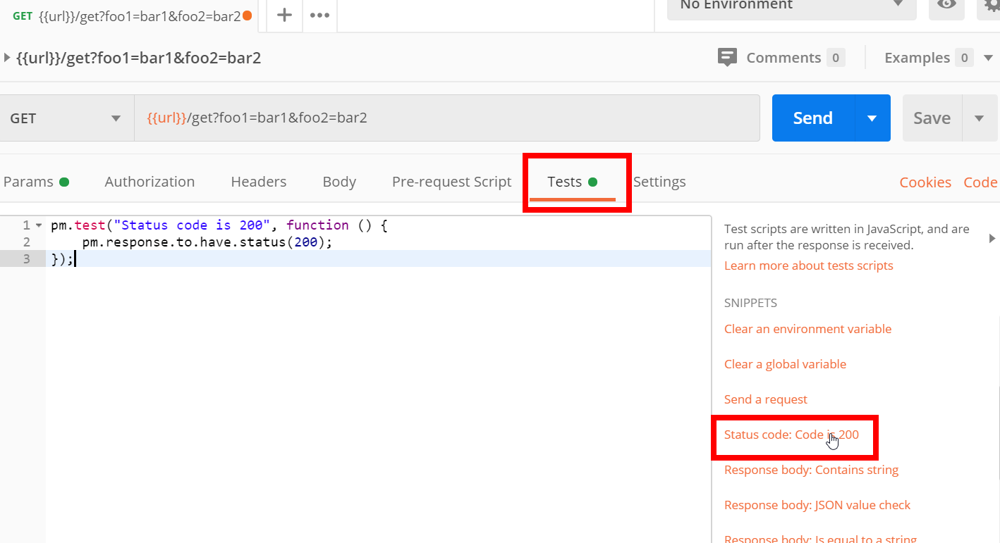 GET {{url}}/get?foo1=bar1&foo2=bar2
No Environment
{{url}}/get?foo1=bar1&foo2=bar2
Comments 0
Examples 0
GET
{{url}}/get?foo1=bar1&foo2=bar2
Send
Save
Params
Authorization
Headers
Body
Pre-request Script
Tests
Settings
Cookies
Code
1 pm.test("Status code is 200", function () {
2 pm.response.to.have.status(200);
3 });
Test scripts are written in JavaScript, and are
run after the response is received.
Learn more about tests scripts
SNIPPETS
Clear an environment variable
Clear a global variable
Send a request
Status code: Code is 200
Response body: Contains string
Response body: JSON value check
Response body: Is equal to a string